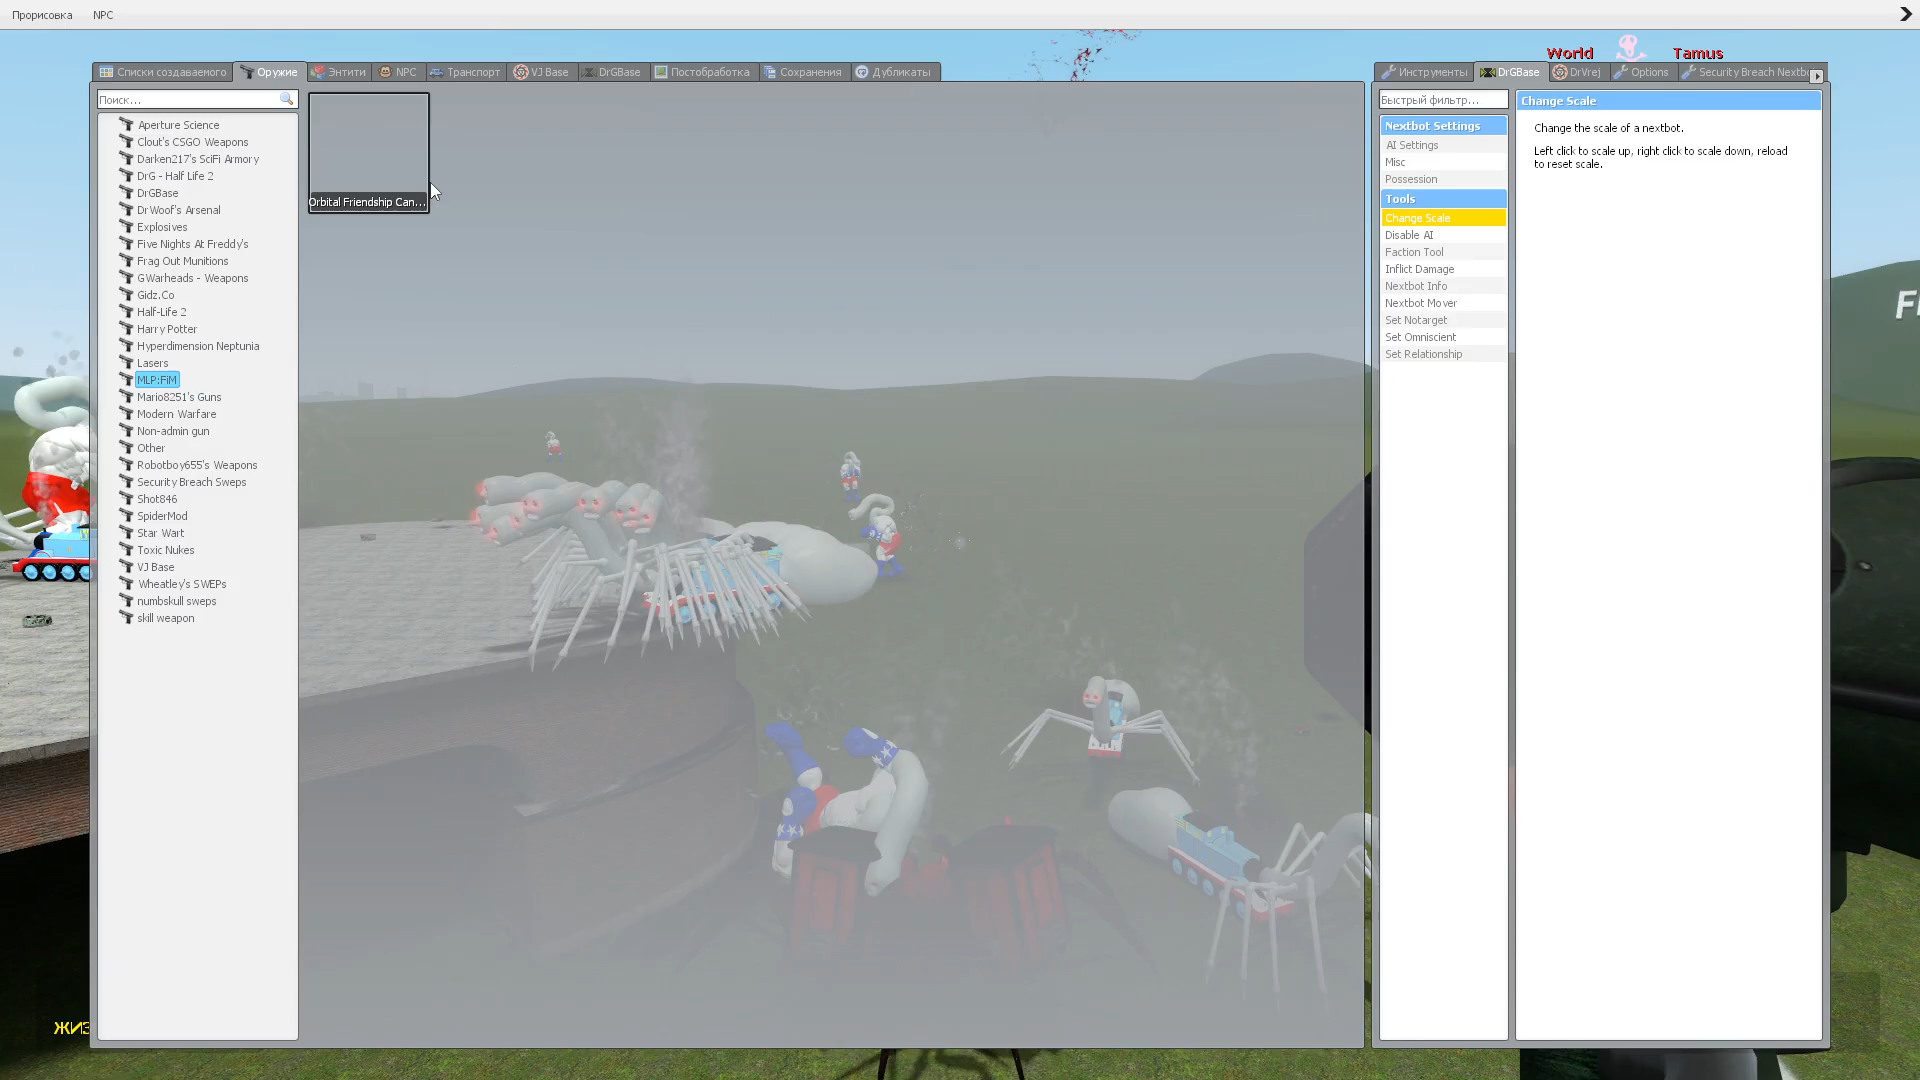 Прорисовка NPC
World Tamus
Списки создаваемого Оружие Энтити NPC Транспорт VJ Base DrGBase Постобработка Сохранения Дубликаты
Поиск...
Aperture Science
Clout's CSGO Weapons
Darken217's SciFi Armory
DrG - Half Life 2
DrGBase
DrWoof's Arsenal
Explosives
Five Nights At Freddy's
Frag Out Munitions
GWarheads - Weapons
Gidz.Co
Half-Life 2
Harry Potter
Hyperdimension Neptunia
Lasers
MLP:FiM
Mario8251's Guns
Modern Warfare
Non-admin gun
Other
Robotboy655's Weapons
Security Breach Sweps
Shot846
SpiderMod
Star Wart
Toxic Nukes
VJ Base
Wheatley's SWEPs
numbskull sweps
skill weapon
Orbital Friendship Can...
Инструменты DrGBase DrVrej Options Security Breach Nextbo
Быстрый фильтр...
Nextbot Settings
AI Settings
Misc
Possession
Tools
Change Scale
Disable AI
Faction Tool
Inflict Damage
Nextbot Info
Nextbot Mover
Set Notarget
Set Omniscient
Set Relationship
Change Scale
Change the scale of a nextbot.
Left click to scale up, right click to scale down, reload
to reset scale.